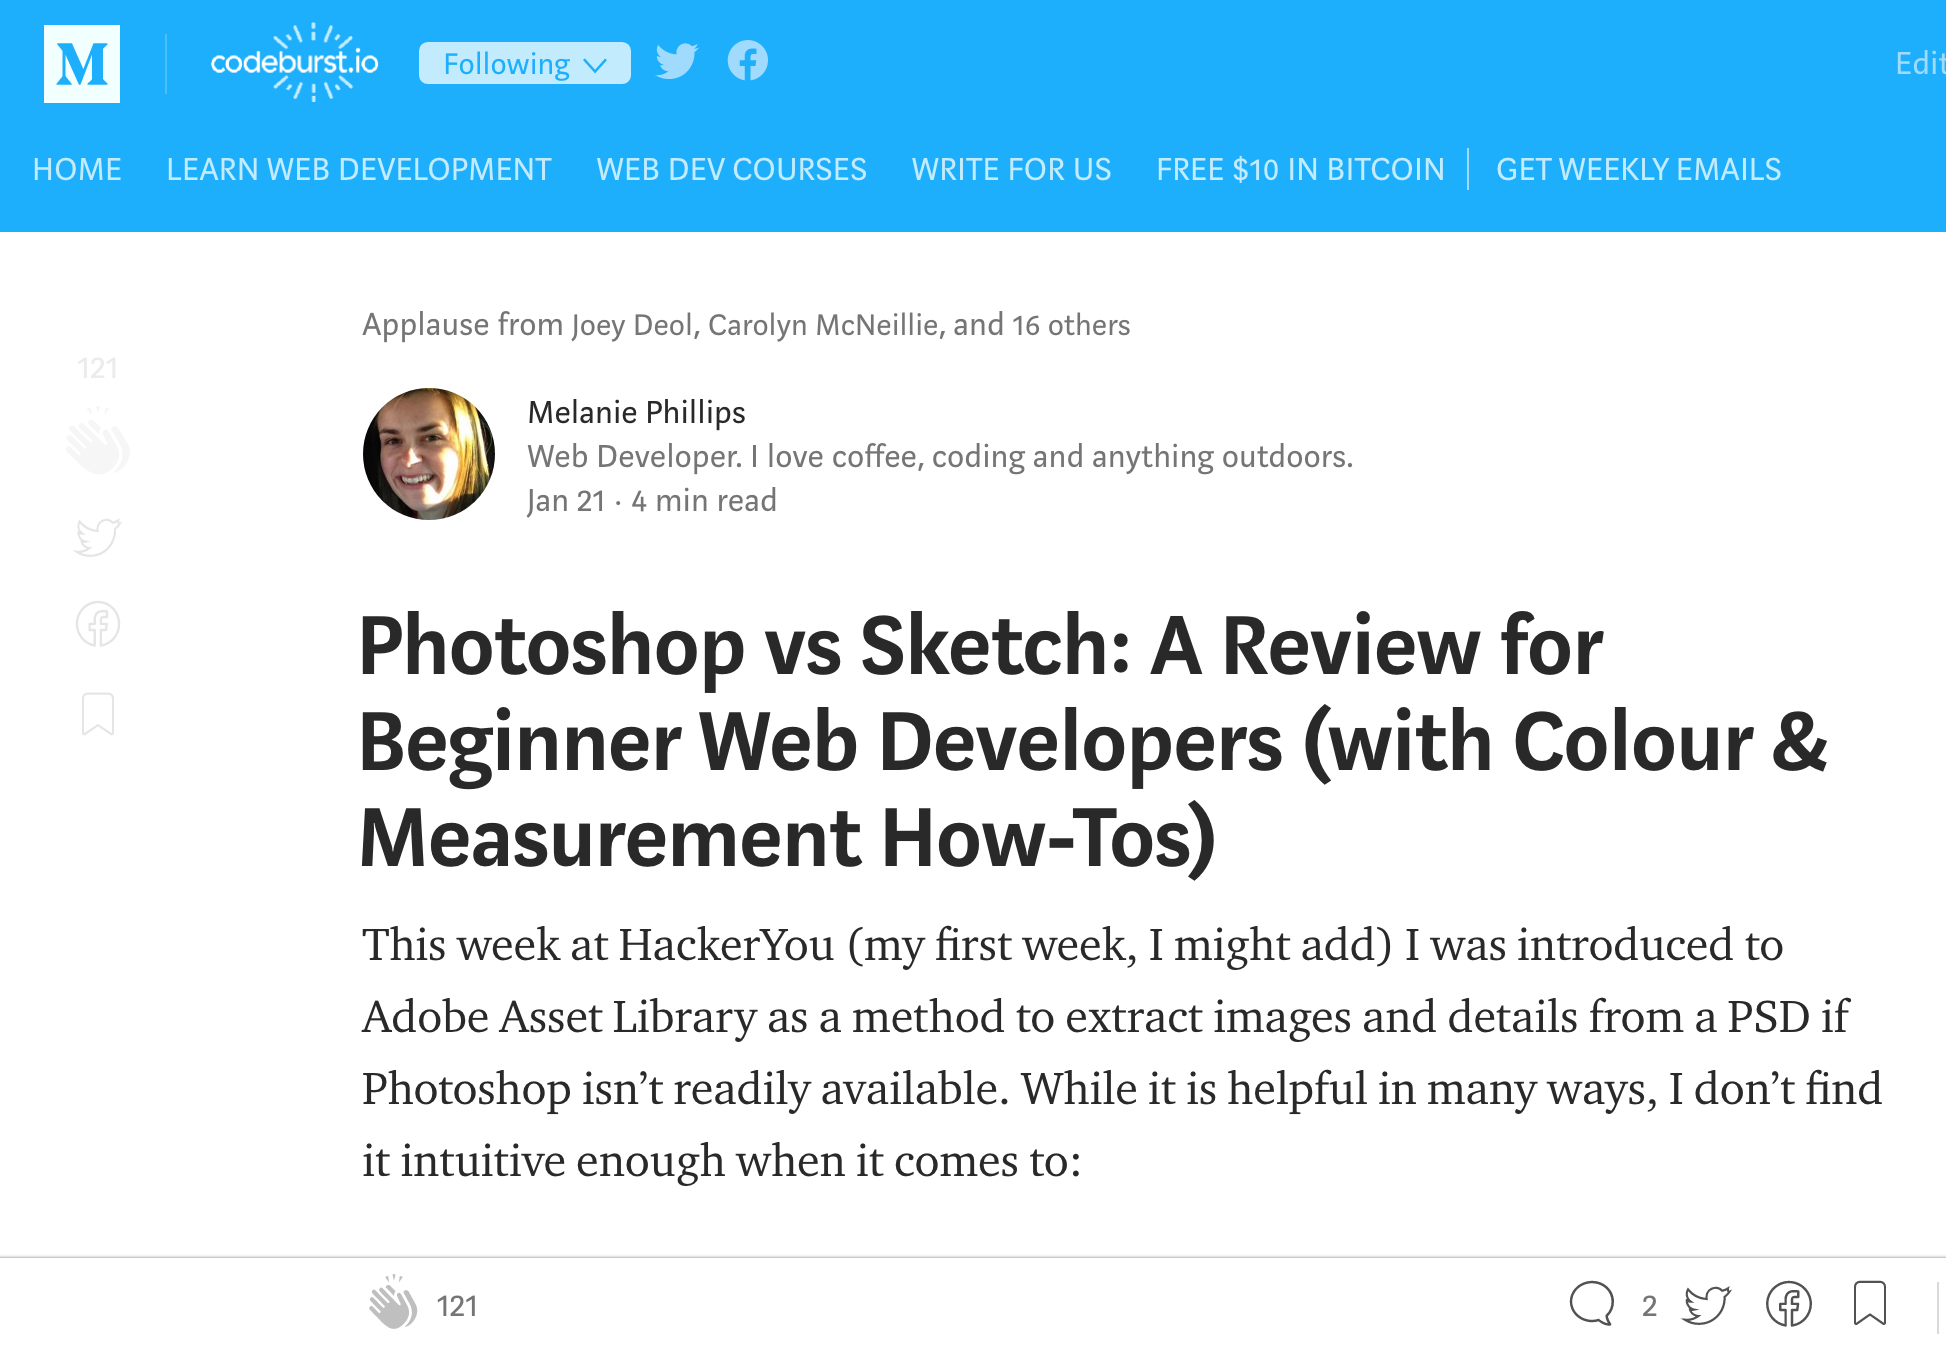 M
codeburst.io
Following
Edit
HOME LEARN WEB DEVELOPMENT WEB DEV COURSES WRITE FOR US FREE $10 IN BITCOIN GET WEEKLY EMAILS
Applause from Joey Deol, Carolyn McNeillie, and 16 others
121
Melanie Phillips
Web Developer. I love coffee, coding and anything outdoors.
Jan 21 · 4 min read
Photoshop vs Sketch: A Review for
Beginner Web Developers (with Colour &
Measurement How-Tos)
This week at HackerYou (my first week, I might add) I was introduced to
Adobe Asset Library as a method to extract images and details from a PSD if
Photoshop isn’t readily available. While it is helpful in many ways, I don’t find
it intuitive enough when it comes to:
121
2